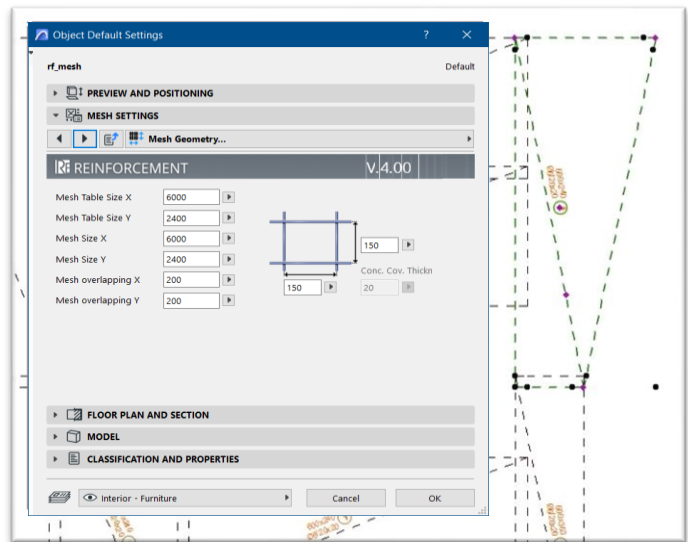 Object Default Settings
?
rf_mesh
Default
PREVIEW AND POSITIONING
MESH SETTINGS
Mesh Geometry...
REINFORCEMENT V.4.00
Mesh Table Size X 6000
Mesh Table Size Y 2400
Mesh Size X 6000
Mesh Size Y 2400
Mesh overlapping X 200
Mesh overlapping Y 200
150
Conc. Cov. Thickn
150
20
FLOOR PLAN AND SECTION
MODEL
CLASSIFICATION AND PROPERTIES
Interior - Furniture
Cancel
OK